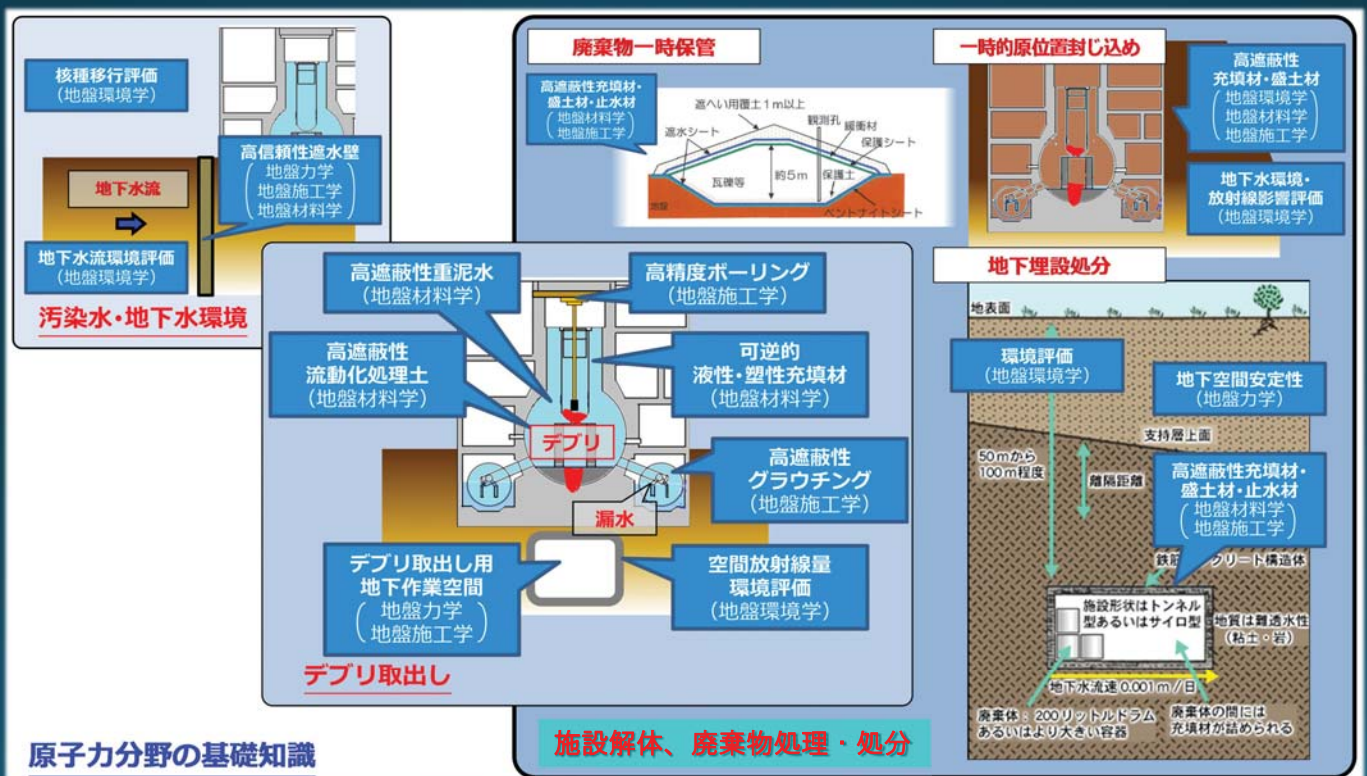 核種移行評価
(地盤環境学)
高信頼性遮水壁
地盤力学
地盤施工学
地盤材料学
地下水流
地下水流環境評価
(地盤環境学)
汚染水・地下水環境
廃棄物一時保管
高遮蔽性充填材・
盛土材・止水材
地盤材料学
地盤施工学
遮へい用覆土1m以上
遮水シート
観測孔
緩衝材
保護シート
瓦礫等
約5m
保護土
地盤
ベントナイトシート
一時的原位置封じ込め
高遮蔽性
充填材・盛土材
地盤環境学
地盤材料学
地盤施工学
地下水環境・
放射線影響評価
(地盤環境学)
高遮蔽性重泥水
(地盤材料学)
高精度ボーリング
(地盤施工学)
高遮蔽性
流動化処理土
(地盤材料学)
可逆的
液性・塑性充填材
(地盤材料学)
デブリ
高遮蔽性
グラウチング
(地盤施工学)
漏水
デブリ取出し用
地下作業空間
地盤力学
地盤施工学
空間放射線量
環境評価
(地盤環境学)
デブリ取出し
地下埋設処分
地表面
環境評価
(地盤環境学)
地下空間安定性
(地盤力学)
支持層上面
50mから
100m程度
離隔距離
高遮蔽性充填材・
盛土材・止水材
地盤材料学
地盤施工学
クリート構造体
施設形状はトンネル
型あるいはサイロ型
地質は難透水性
(粘土・岩)
地下水流速0.001m/日
廃棄体:200リットルドラム
あるいはより大きい容器
廃棄体の間には
充填材が詰められる
施設解体、廃棄物処理・処分
原子力分野の基礎知識